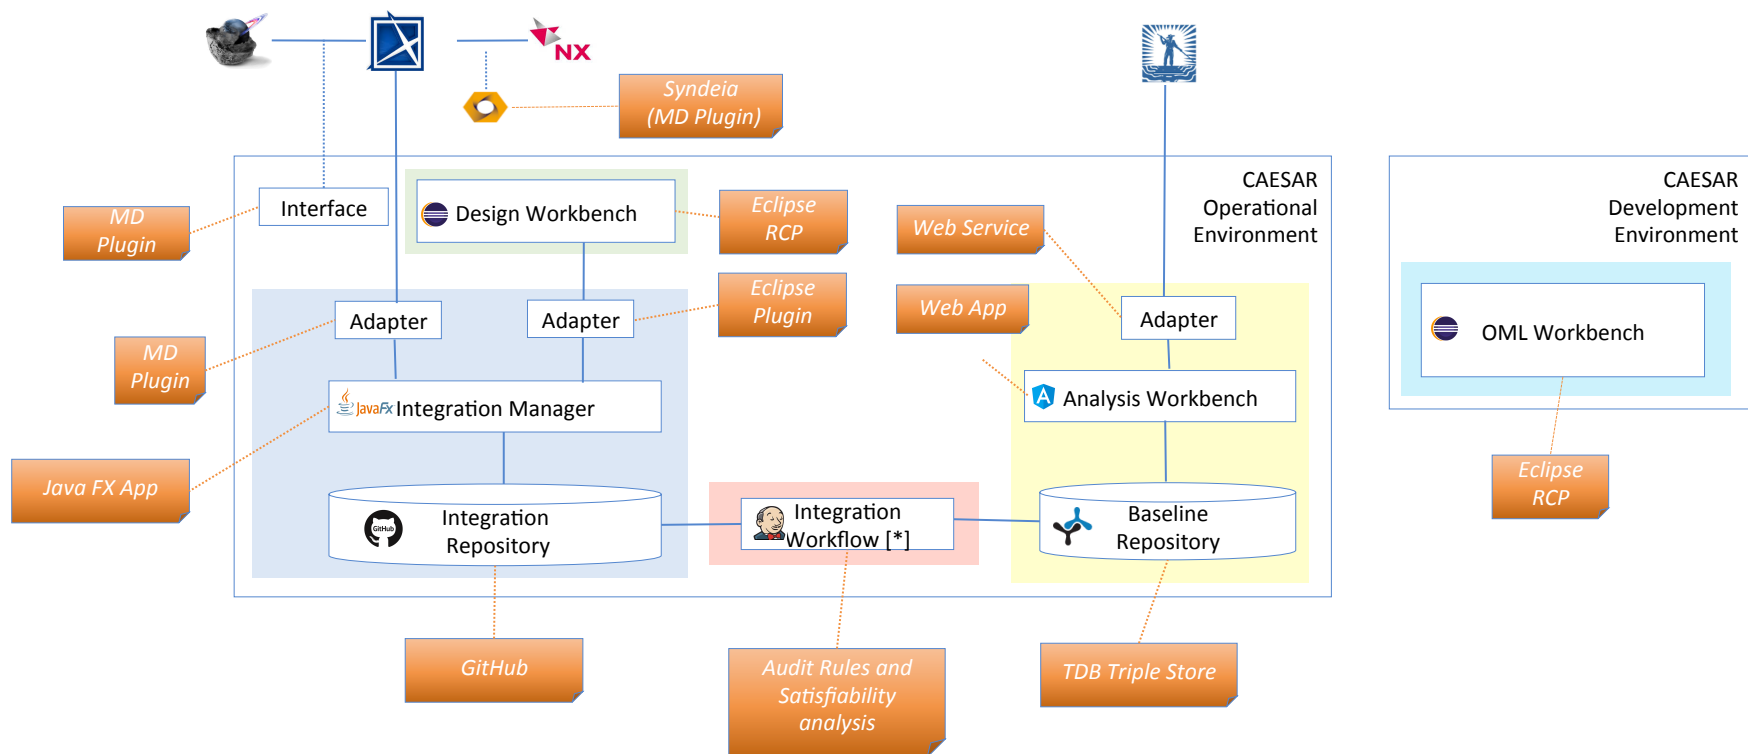 NX
Syndeia
(MD Plugin)
CAESAR
Operational
Environment
CAESAR
Development
Environment
MD
Plugin
Interface
Design Workbench
Eclipse
RCP
Web Service
Eclipse
Plugin
Web App
Adapter
Adapter
Adapter
OML Workbench
MD
Plugin
JavaFx
Integration Manager
Analysis Workbench
Java FX App
GitHub
Integration
Repository
Integration
Workflow [*]
Baseline
Repository
Eclipse
RCP
GitHub
Audit Rules and
Satisfiability
analysis
TDB Triple Store